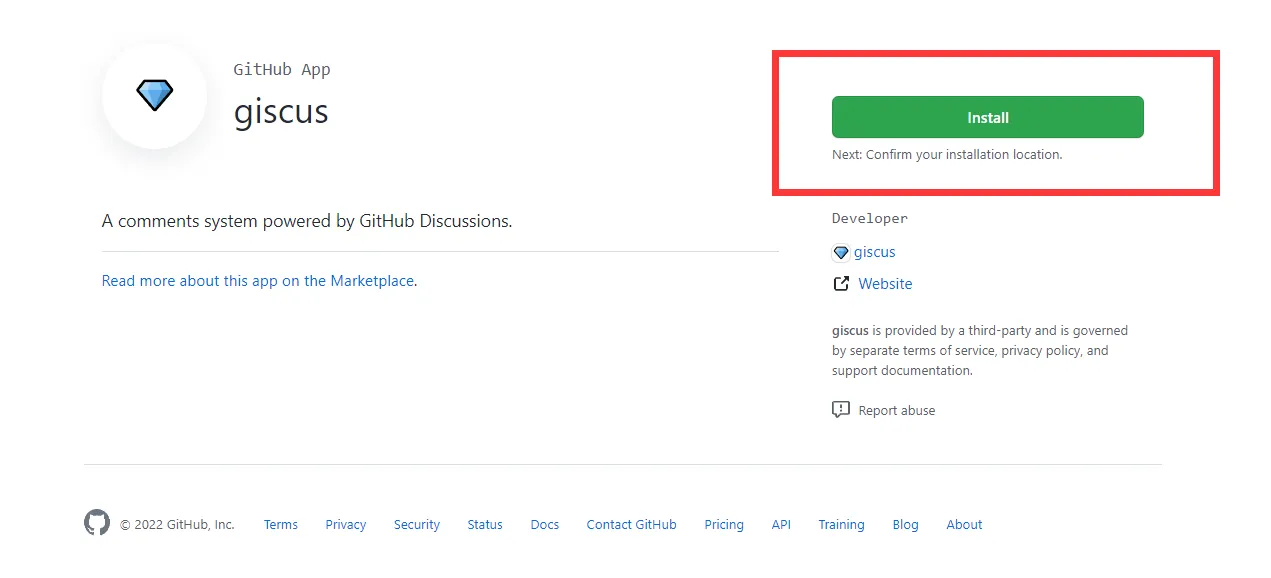 GitHub App
giscus
Install
Next: Confirm your installation location.
A comments system powered by GitHub Discussions.
Read more about this app on the Marketplace.
Developer
giscus
Website
giscus is provided by a third-party and is governed
by separate terms of service, privacy policy, and
support documentation.
Report abuse
© 2022 GitHub, Inc. Terms Privacy Security Status Docs Contact GitHub Pricing API Training Blog About